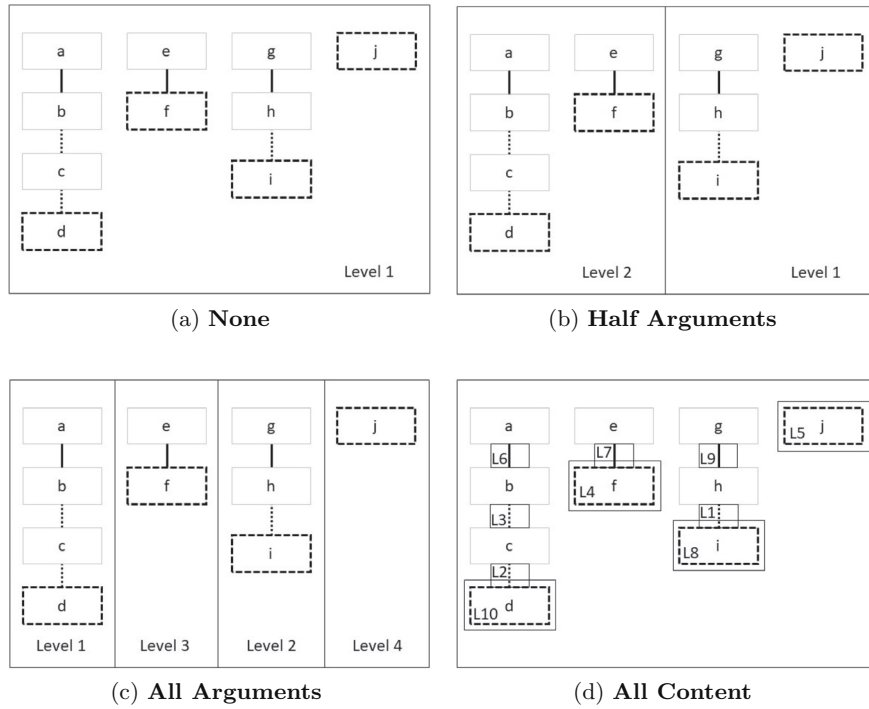 a e g j
b f h
c i
d
Level 1
(a) None
a e g j
b f h
c i
d
Level 2 Level 1
(b) Half Arguments
a e g j
b f h
c i
d
Level 1 Level 3 Level 2 Level 4
(c) All Arguments
a e g j
L5
L6 L7 L9
b f h
L4
L3 L1
c i
L8
L2
d
L10
(d) All Content